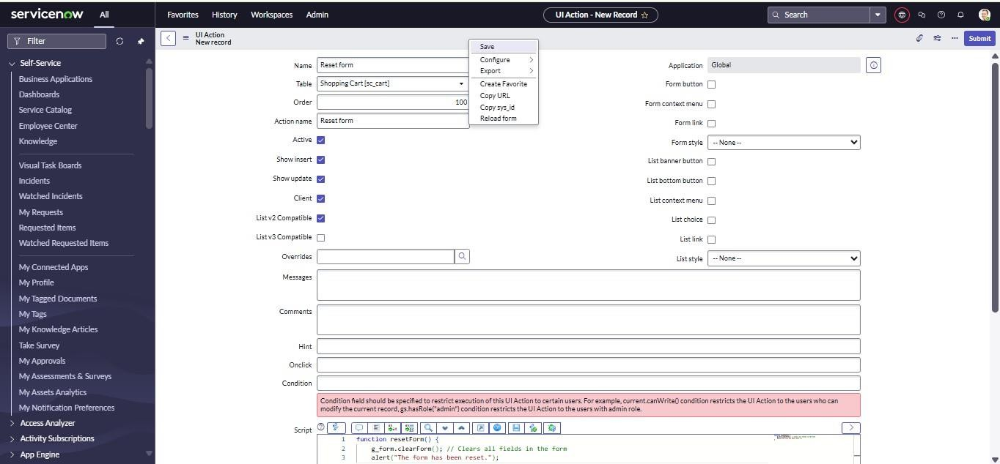 servicenow
All
Favorites
History
Workspaces
Admin
UI Action - New Record
Search
Filter
UI Action
New record
Submit
Self-Service
Business Applications
Dashboards
Service Catalog
Employee Center
Knowledge
Visual Task Boards
Incidents
Watched Incidents
My Requests
Requested Items
Watched Requested Items
My Connected Apps
My Profile
My Tagged Documents
My Tags
My Knowledge Articles
Take Survey
My Approvals
My Assessments & Surveys
My Assets Analytics
My Notification Preferences
Access Analyzer
Activity Subscriptions
App Engine
Name Reset form
Table Shopping Cart [sc_cart]
Order 100
Action name Reset form
Active
Show insert
Show update
Client
List v2 Compatible
List v3 Compatible
Overrides
Save
Configure
Export
Create Favorite
Copy URL
Copy sys_id
Reload form
Application Global
Form button
Form context menu
Form link
Form style -- None --
List banner button
List bottom button
List context menu
List choice
List link
List style -- None --
Messages
Comments
Hint
Onclick
Condition
Condition field should be specified to restrict execution of this UI Action to certain users. For example, current.canWrite() condition restricts the UI Action to the users who can
modify the current record, gs.hasRole("admin") condition restricts the UI Action to the users with admin role.
Script
1 function resetForm() {
2 g_form.clearForm(); // Clears all fields in the form
3 alert("The form has been reset.");